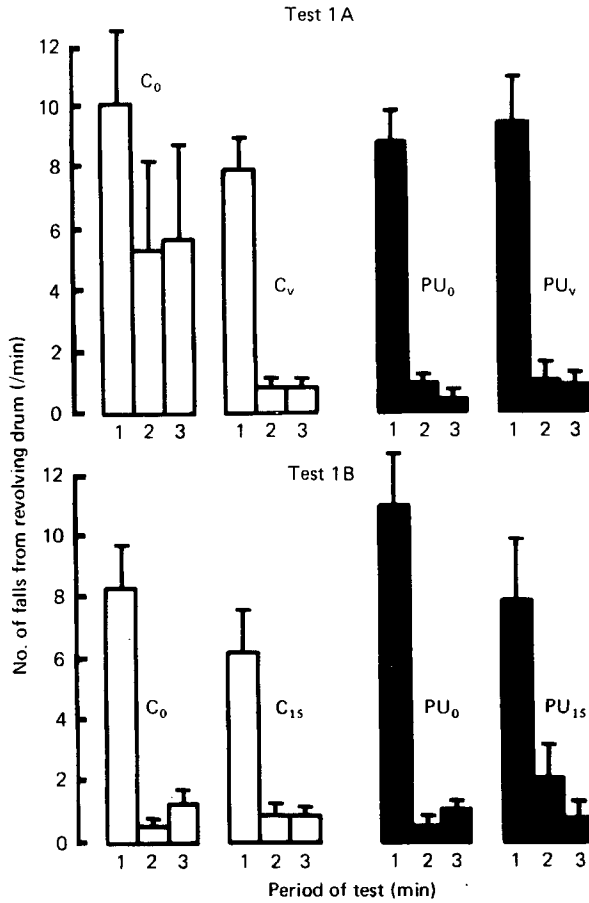 Test 1A
12
10
8
6
4
2
0
C₀
Cᵥ
PU₀
PUᵥ
1 2 3 1 2 3 1 2 3 1 2 3
No. of falls from revolving drum (/min)
Test 1B
12
10
8
6
4
2
0
C₀
C₁₅
PU₀
PU₁₅
1 2 3 1 2 3 1 2 3 1 2 3
Period of test (min)